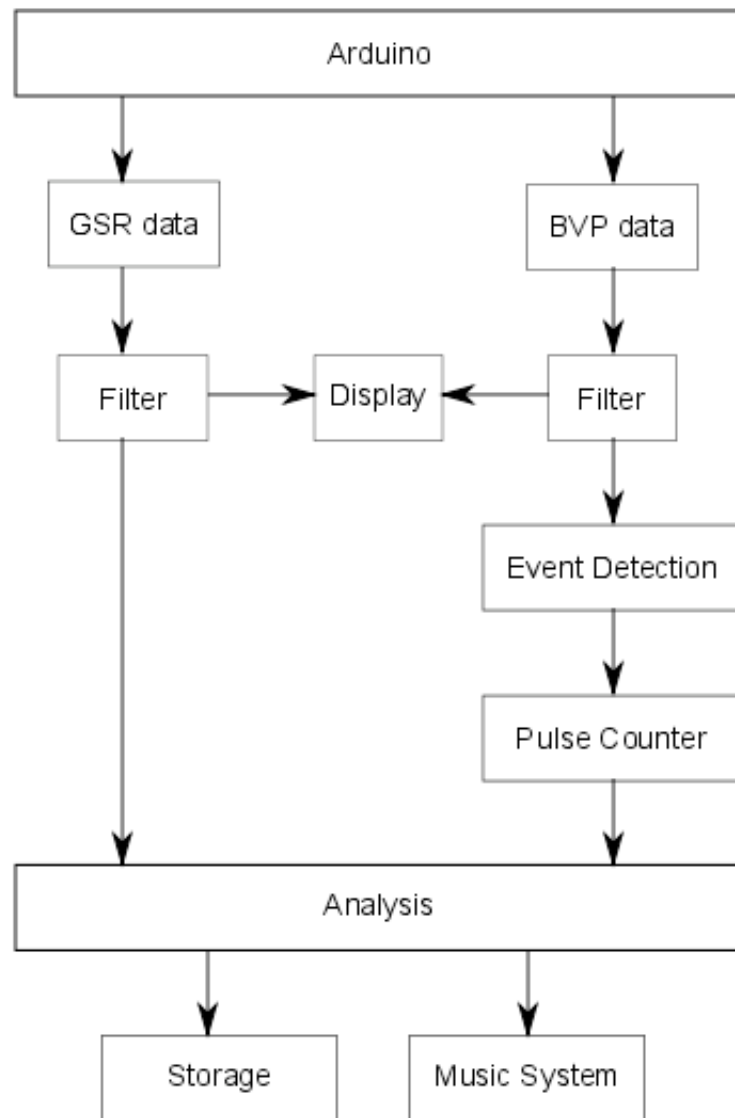 Arduino
GSR data
BVP data
Filter
Display
Filter
Event Detection
Pulse Counter
Analysis
Storage
Music System